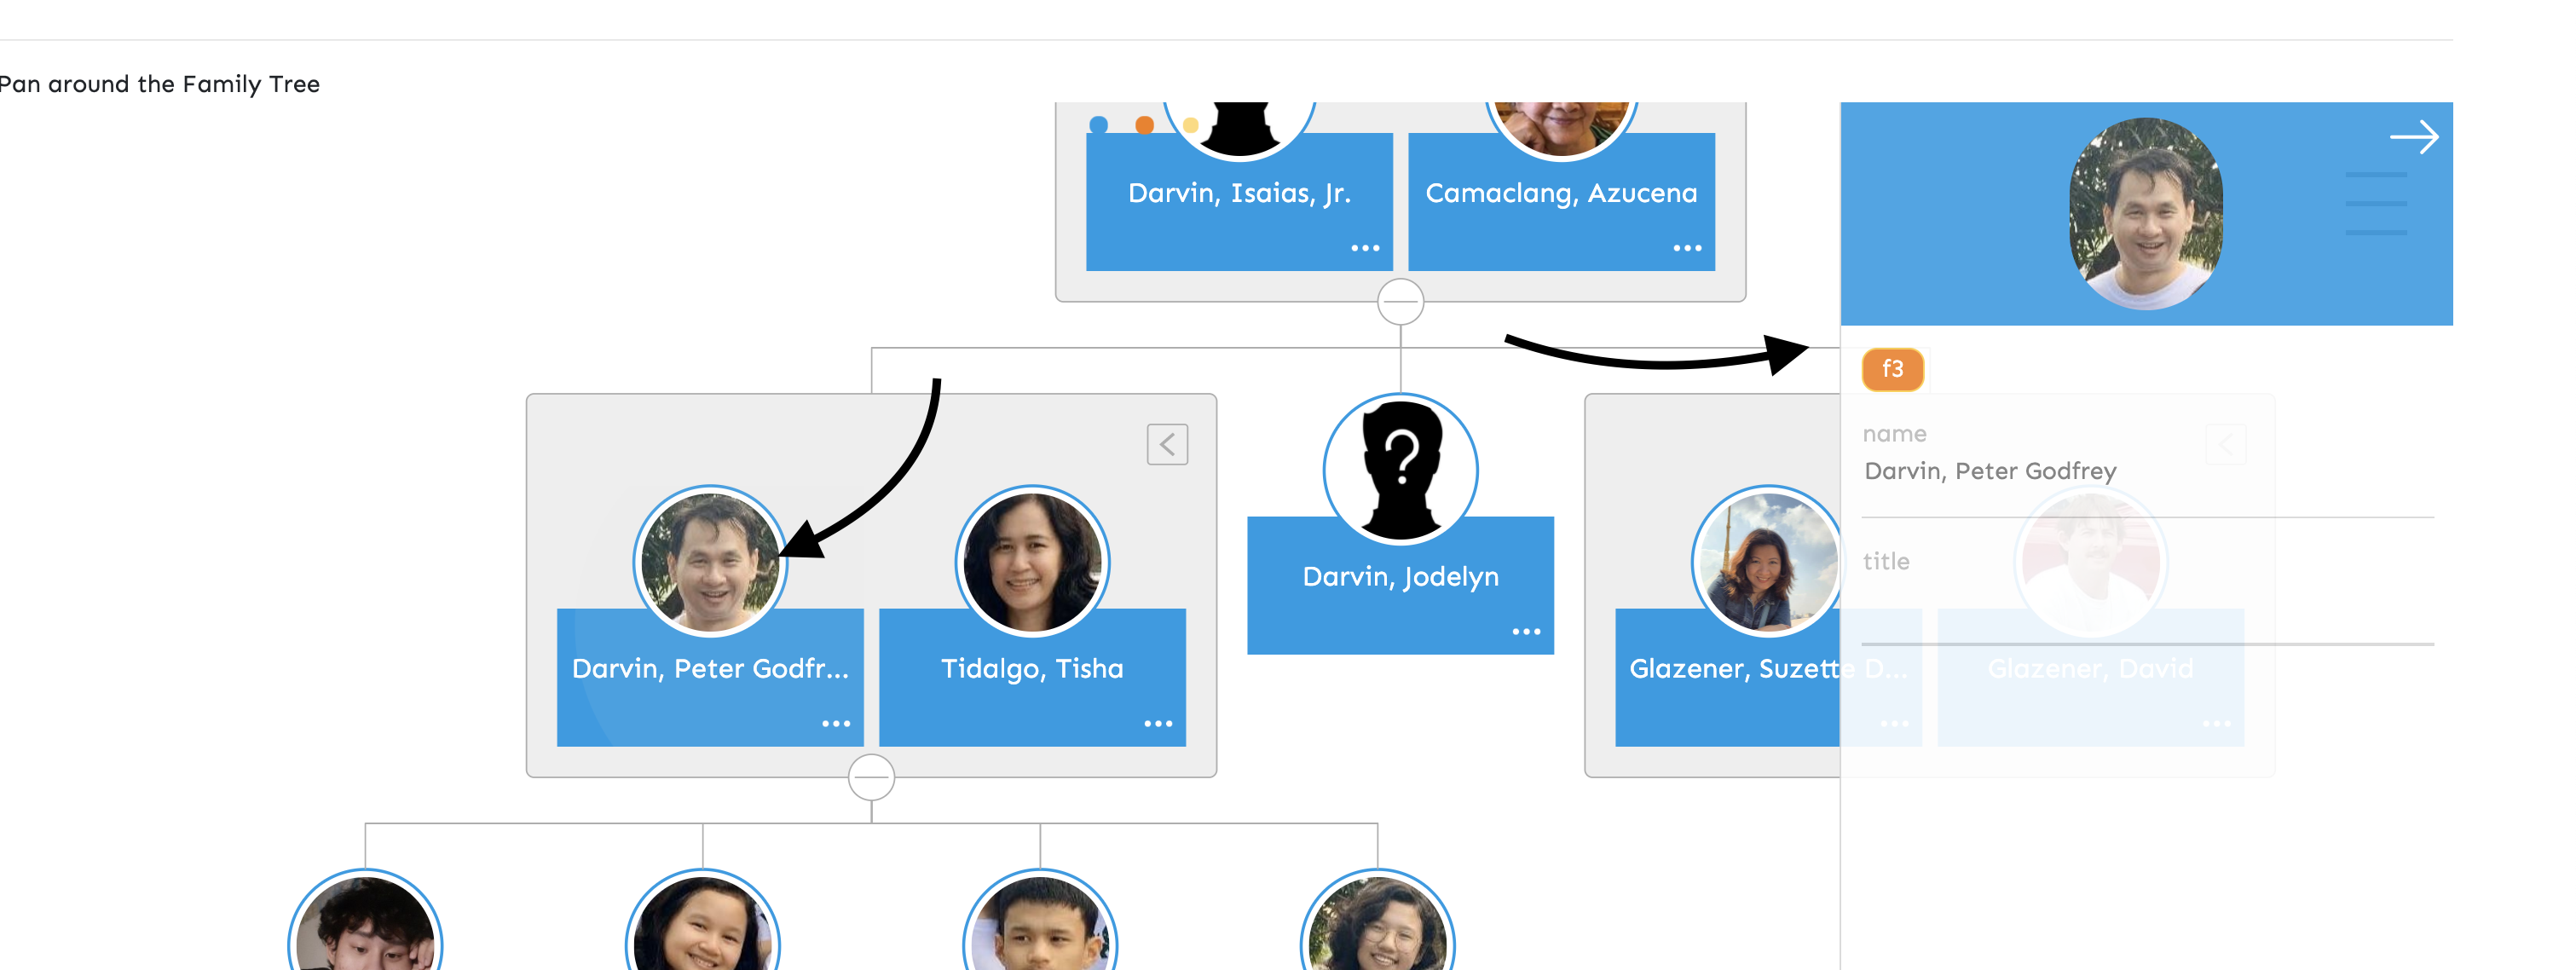 Pan around the Family Tree
Darvin, Isaias, Jr.
Camaclang, Azucena
f3
name
Darvin, Peter Godfrey
title
?
Darvin, Jodelyn
Darvin, Peter Godfr...
Tidalgo, Tisha
Glazener, Suzette D...
Glazener, David